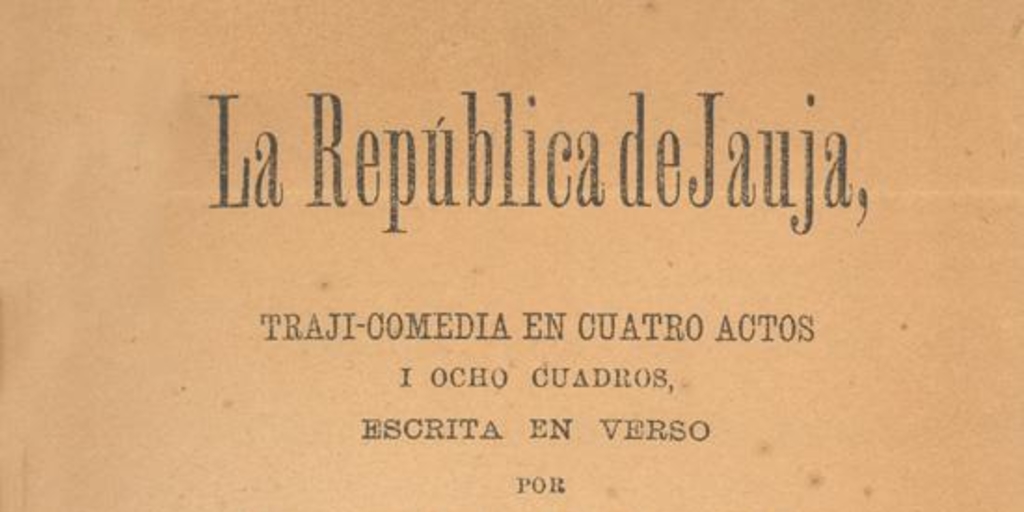 La República de Jauja,
TRAJI-COMEDIA EN CUATRO ACTOS
I OCHO CUADROS,
ESCRITA EN VERSO
POR